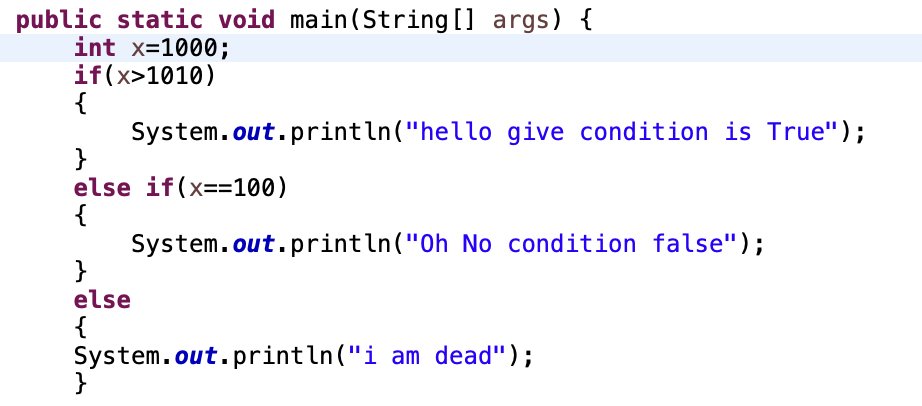 public static void main(String[] args) {
    int x=1000;
    if(x>1010)
    {
        System.out.println("hello give condition is True");
    }
    else if(x==100)
    {
        System.out.println("Oh No condition false");
    }
    else
    {
    System.out.println("i am dead");
    }